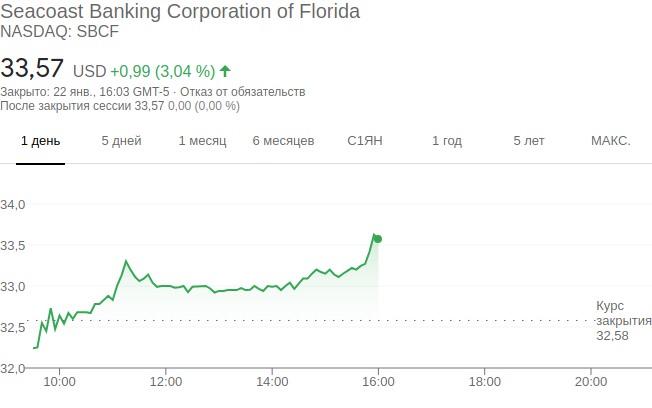 Seacoast Banking Corporation of Florida
NASDAQ: SBCF
33,57 USD +0,99 (3,04 %)
Закрыто: 22 янв., 16:03 GMT-5 · Отказ от обязательств
После закрытия сессии 33,57 0,00 (0,00 %)
1 день 5 дней 1 месяц 6 месяцев С1ЯН 1 год 5 лет МАКС.
34,0
33,5
33,0
Курс
закрытия
32,58
32,5
32,0
10:00 12:00 14:00 16:00 18:00 20:00